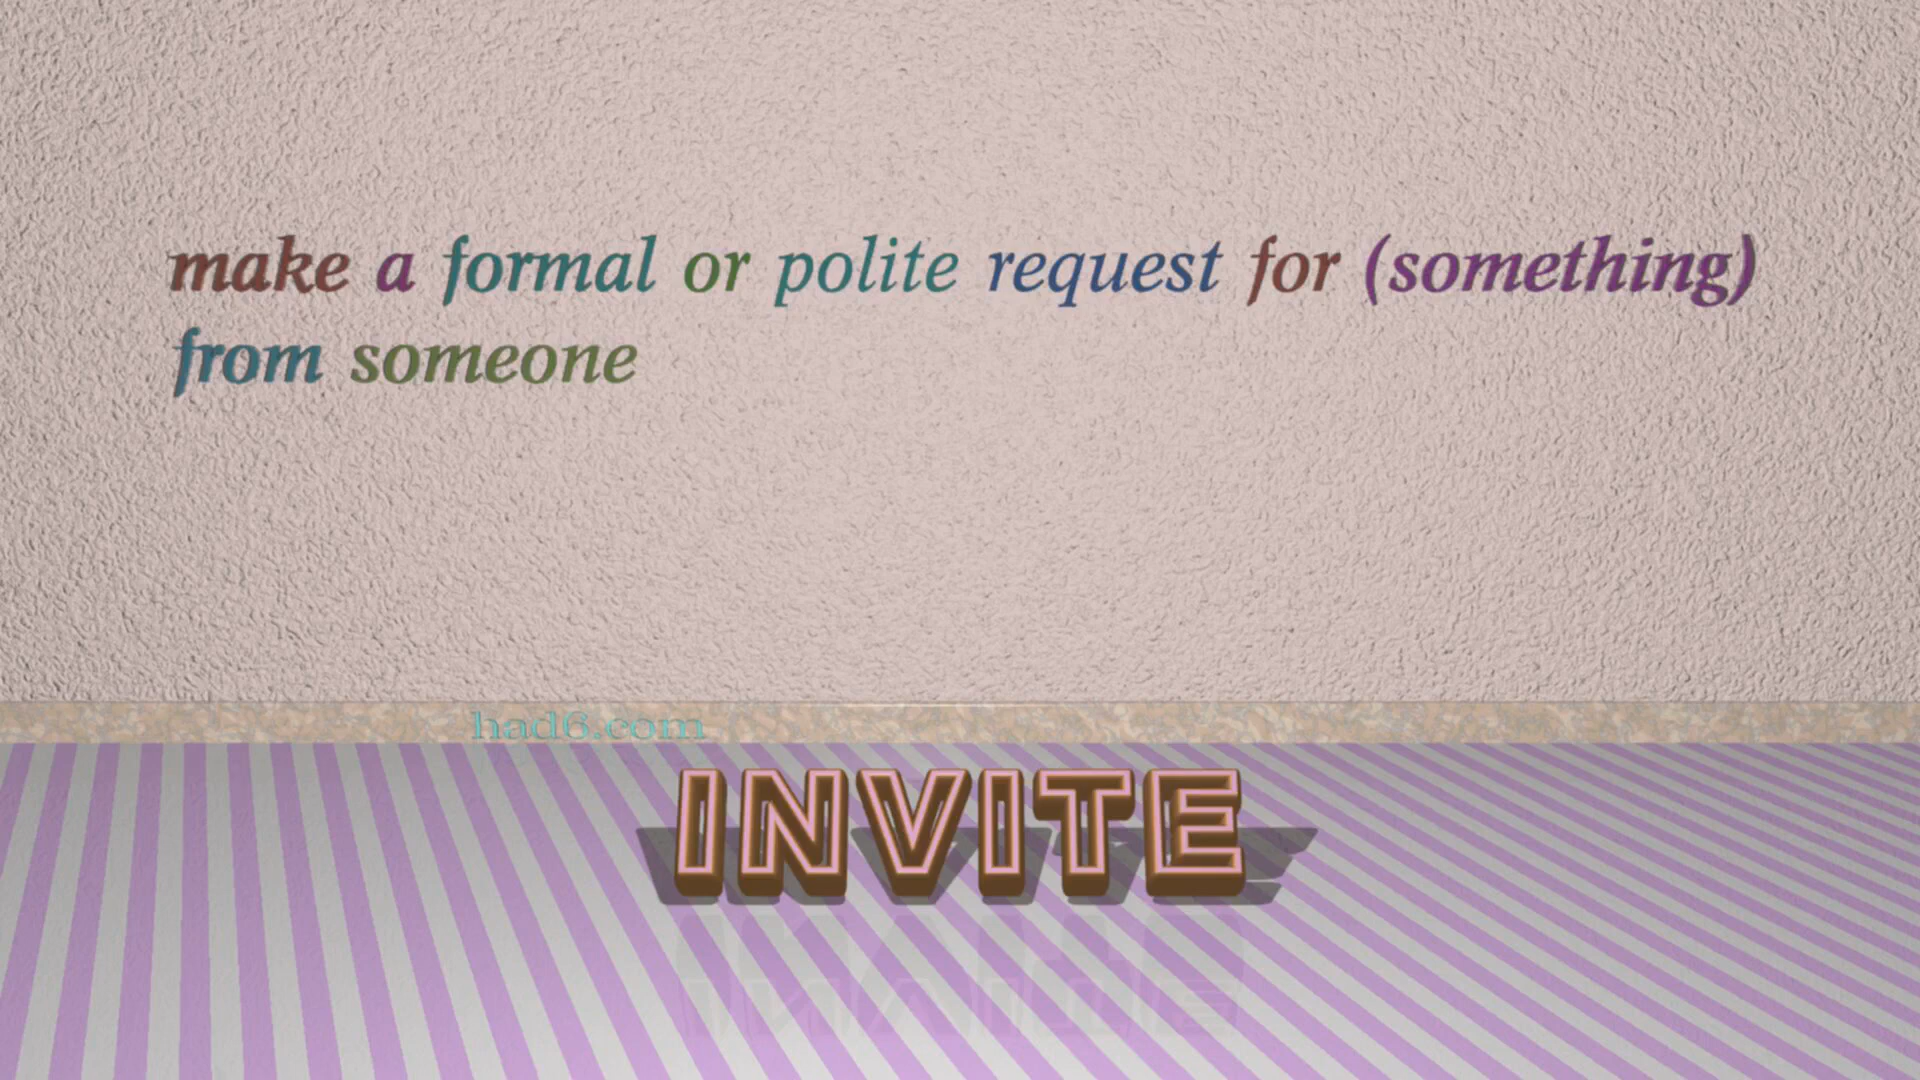 make a formal or polite request for (something)
from someone
had6.com
INVITE